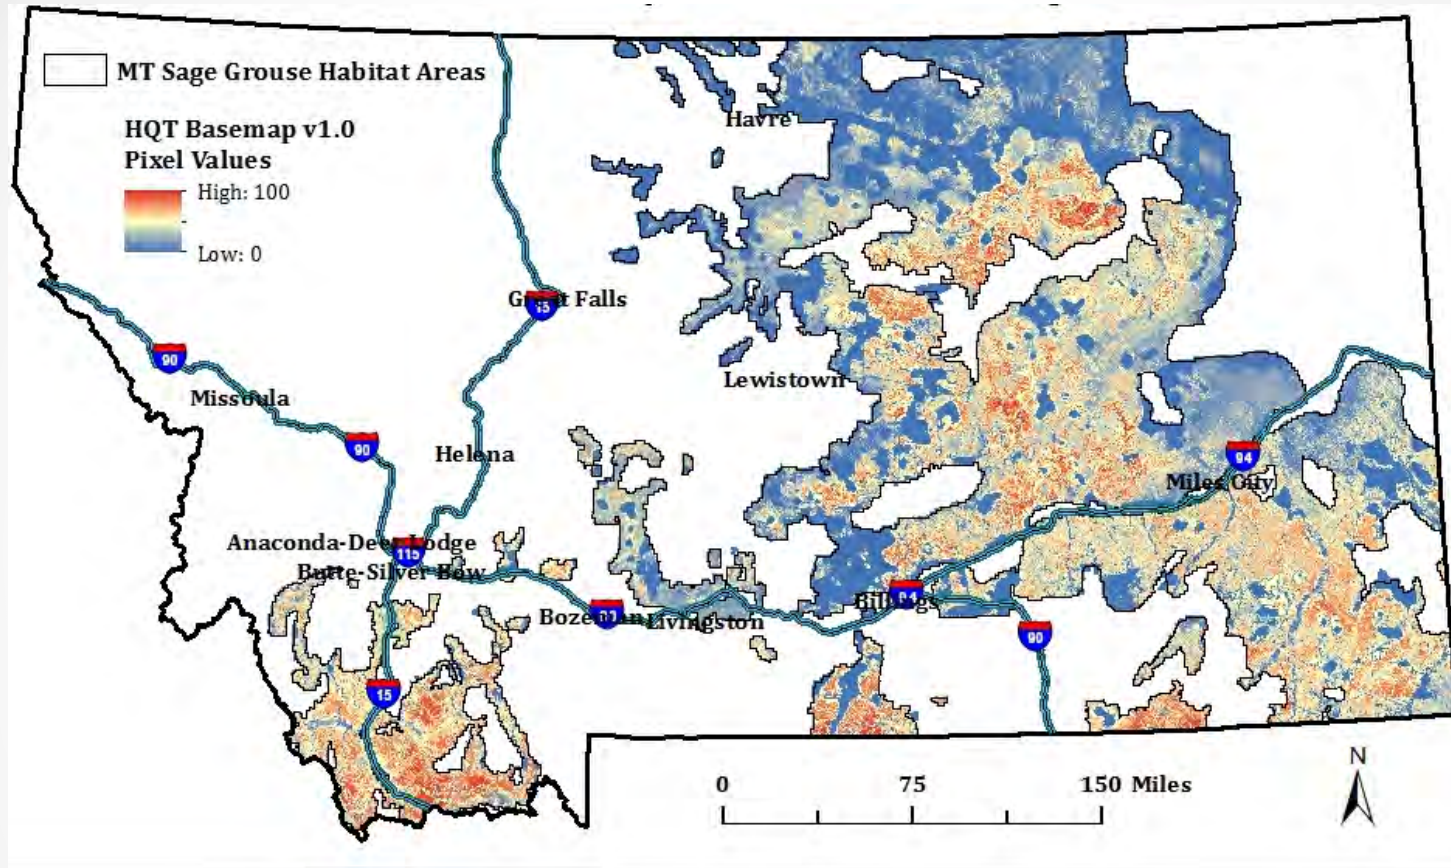 MT Sage Grouse Habitat Areas
HQT Basemap v1.0
Pixel Values
High: 100
Low: 0
Havre
Great Falls
15
90
Missoula
Lewistown
90
Helena
94
Miles City
Anaconda-Deer Lodge
115
Butte-Silver Bow
Bozeman
Livingston
Billings
94
90
15
N
0 75 150 Miles